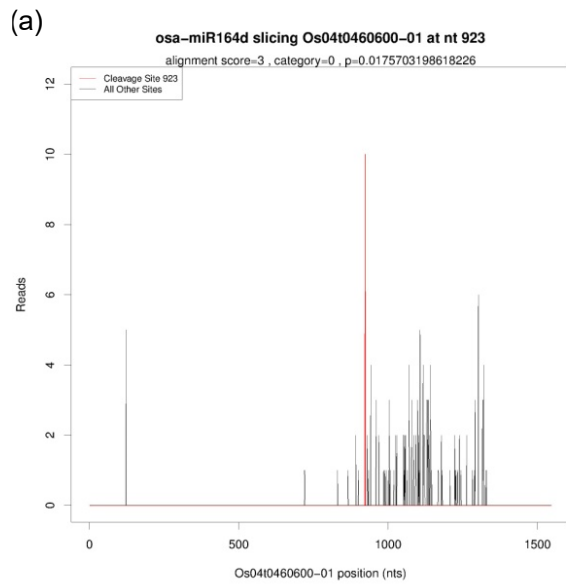 (a)
osa-miR164d slicing Os04t0460600-01 at nt 923
alignment score=3 , category=0 , p=0.0175703198618226
Cleavage Site 923
All Other Sites
12
10
8
6
4
2
0
Reads
0 500 1000 1500
Os04t0460600-01 position (nts)